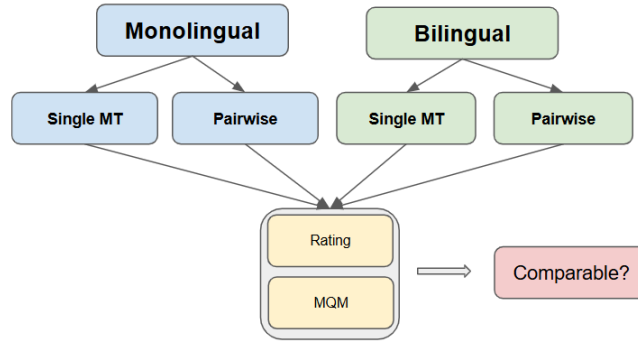 Monolingual
Bilingual
Single MT
Pairwise
Single MT
Pairwise
Rating
MQM
Comparable?